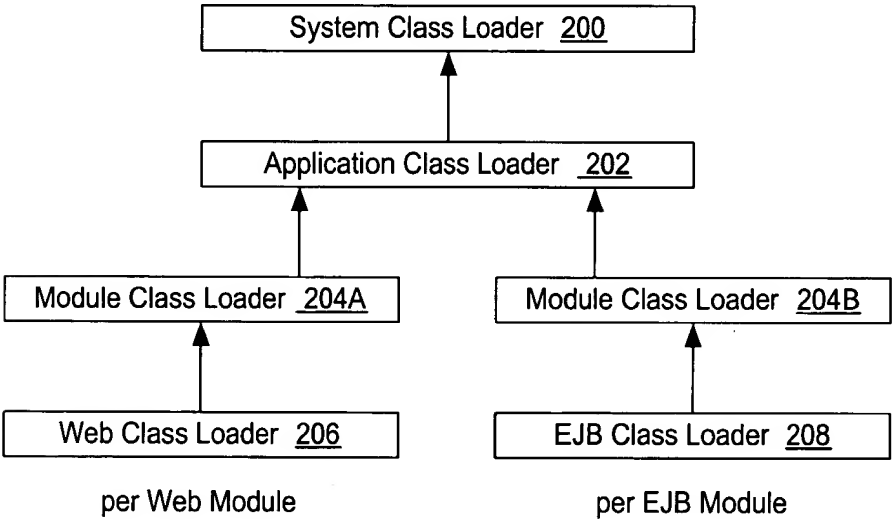 System Class Loader 200
Application Class Loader 202
Module Class Loader 204A
Module Class Loader 204B
Web Class Loader 206
EJB Class Loader 208
per Web Module
per EJB Module